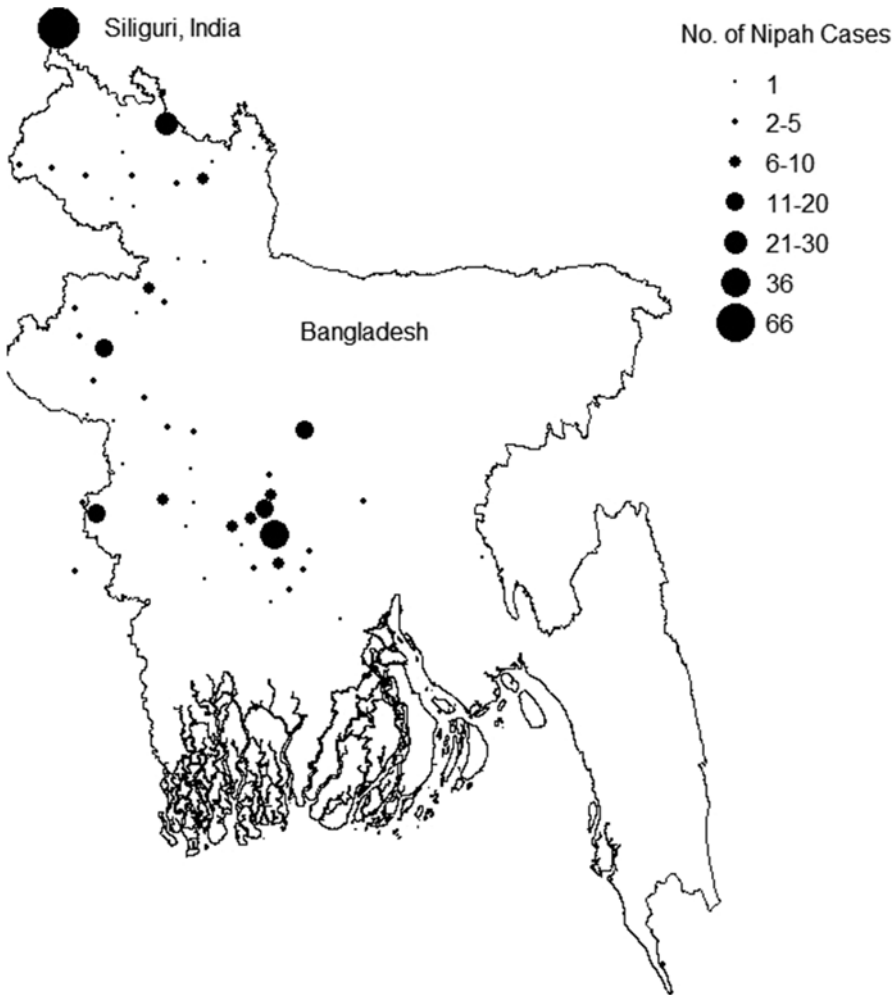 Siliguri, India
No. of Nipah Cases
1
2-5
6-10
11-20
21-30
36
66
Bangladesh